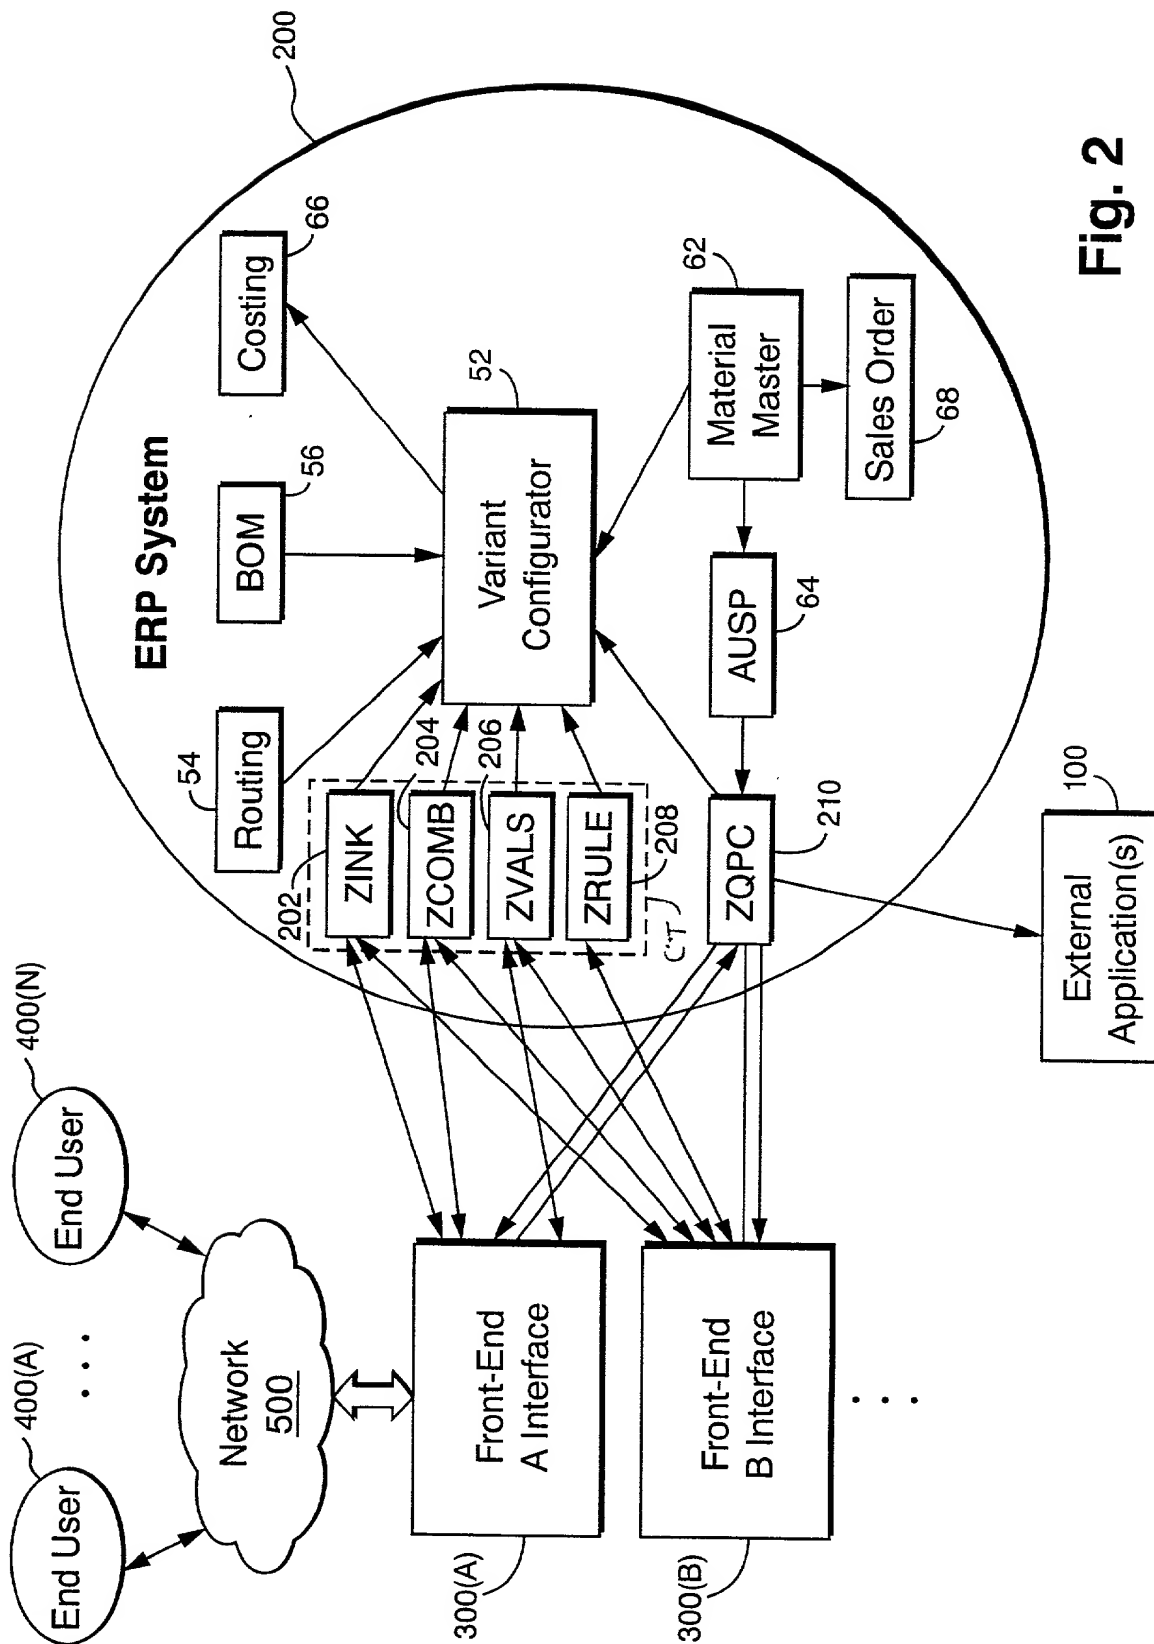 400(A)
End User
. . .
400(N)
End User
Network
500
300(A)
Front-End
A Interface
300(B)
Front-End
B Interface
. . .
ERP System
200
54
Routing
BOM
56
Costing
66
202
ZINK
204
ZCOMB
206
ZVALS
ZRULE
208
CT
Variant
Configurator
52
ZQPC
210
AUSP
64
Material
Master
62
Sales Order
68
External
Application(s)
100
Fig. 2